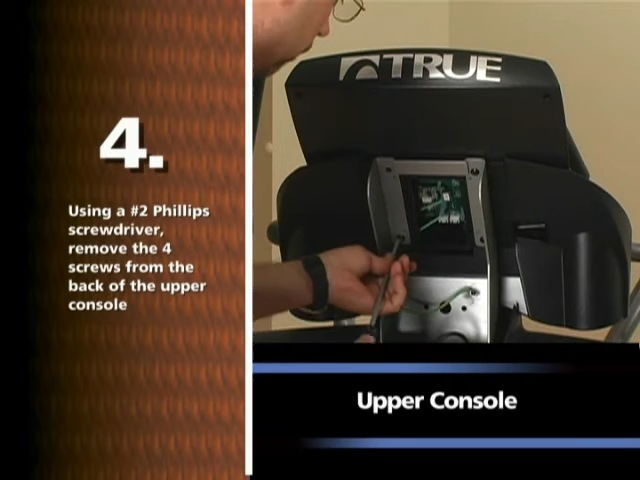 4.
Using a #2 Phillips
screwdriver,
remove the 4
screws from the
back of the upper
console
TRUE
Upper Console